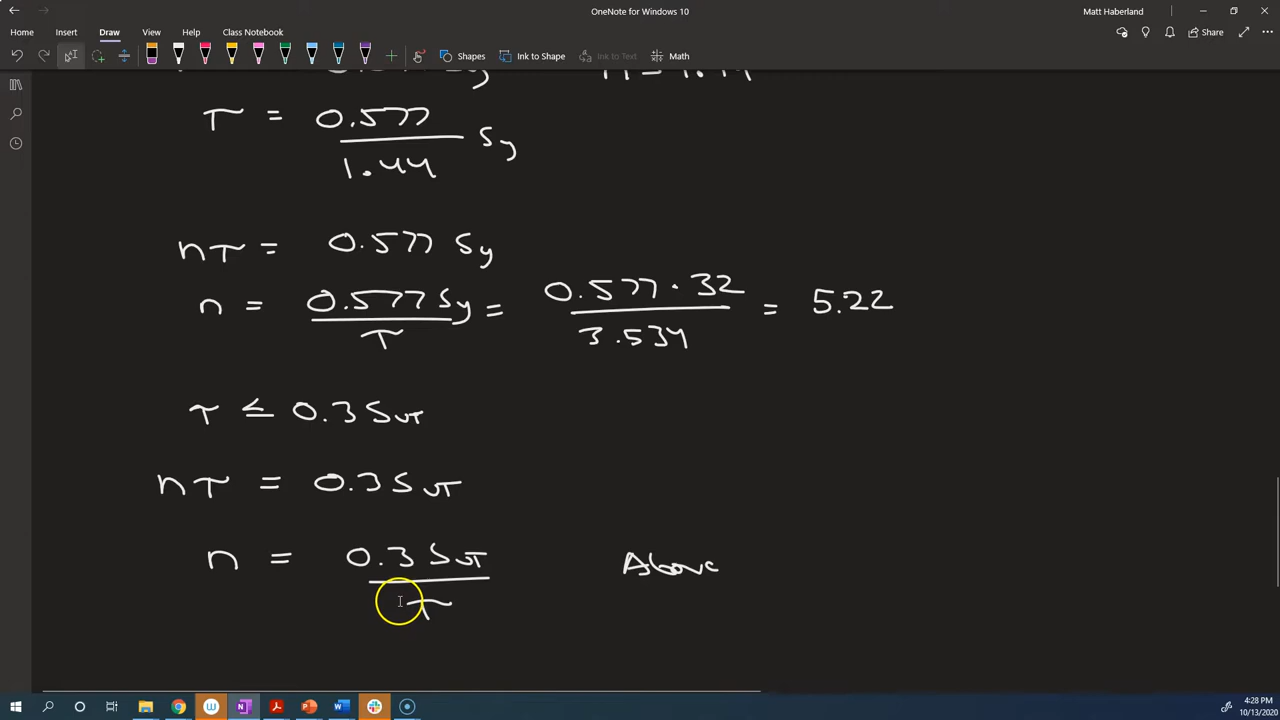 OneNote for Windows 10
Matt Haberland
Home Insert Draw View Help Class Notebook
Share
Shapes Ink to Shape Ink to Text Math
τ = 0.577 / 1.44 Sy
nτ = 0.577 Sy
n = 0.577 Sy / τ = 0.577 · 32 / 3.534 = 5.22
τ ≤ 0.3 SUT
nτ = 0.3 SUT
n = 0.3 SUT / τ Above
4:28 PM
10/13/2020